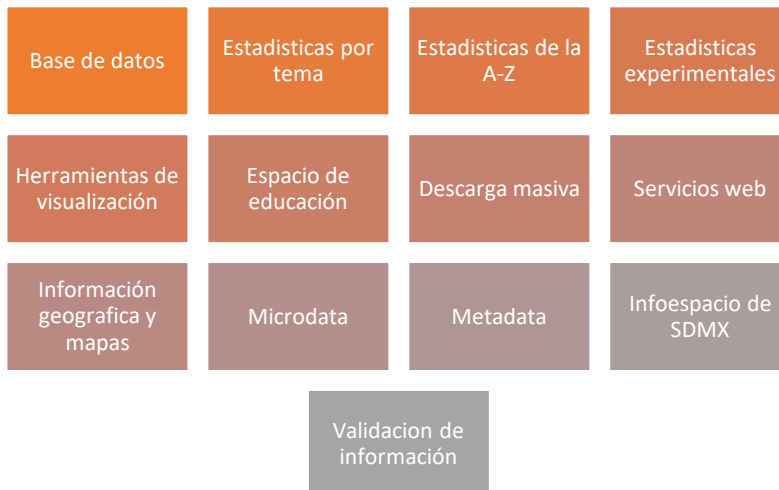 Base de datos
Estadisticas por
tema
Estadisticas de la
A-Z
Estadisticas
experimentales
Herramientas de
visualización
Espacio de
educación
Descarga masiva
Servicios web
Información
geografica y
mapas
Microdata
Metadata
Infoespacio de
SDMX
Validacion de
información